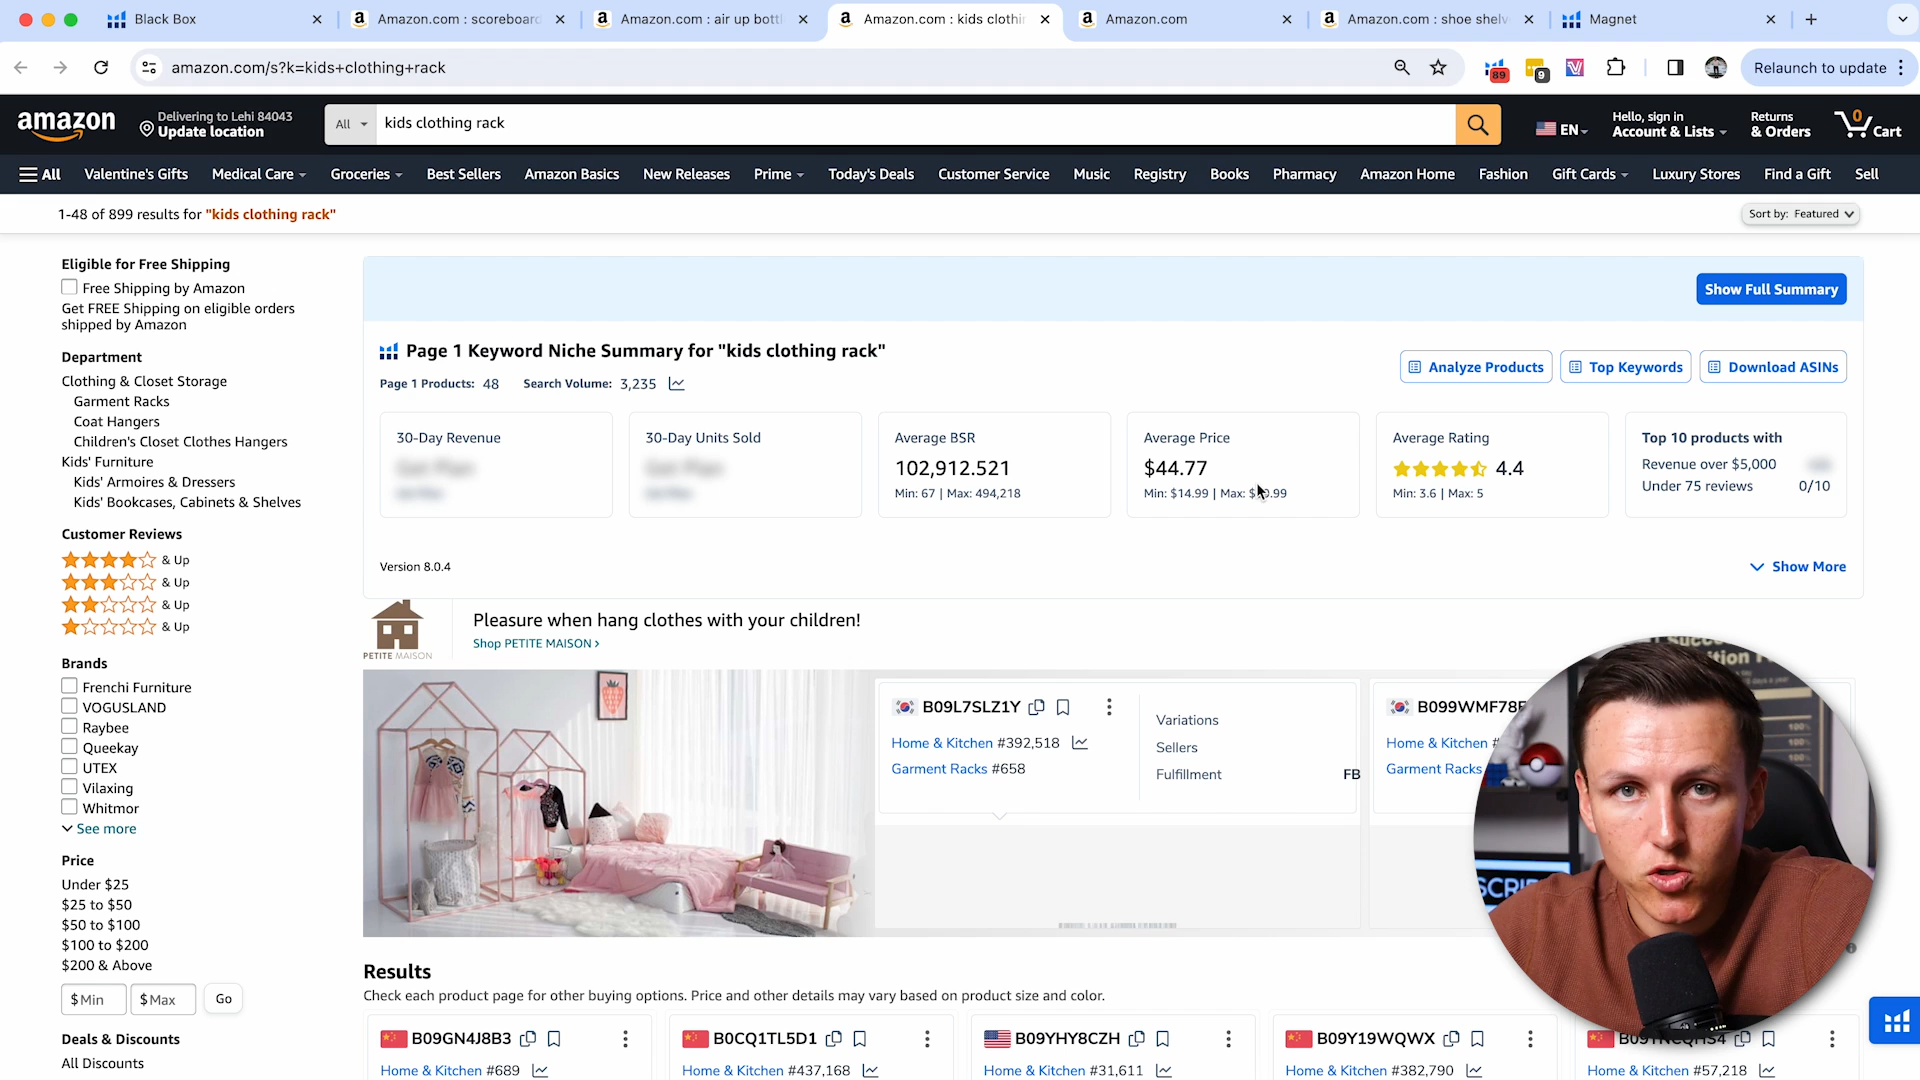 Black Box
Amazon.com : scoreboard
Amazon.com : air up bottl
Amazon.com : kids clothin
Amazon.com
Amazon.com : shoe shelv
Magnet
amazon.com/s?k=kids+clothing+rack
89
9
Relaunch to update
amazon
Delivering to Lehi 84043
Update location
All
kids clothing rack
EN
Hello, sign in
Account & Lists
Returns
& Orders
0
Cart
All
Valentine's Gifts
Medical Care
Groceries
Best Sellers
Amazon Basics
New Releases
Prime
Today's Deals
Customer Service
Music
Registry
Books
Pharmacy
Amazon Home
Fashion
Gift Cards
Luxury Stores
Find a Gift
Sell
1-48 of 899 results for "kids clothing rack"
Sort by: Featured
Eligible for Free Shipping
Free Shipping by Amazon
Get FREE Shipping on eligible orders
shipped by Amazon
Department
Clothing & Closet Storage
Garment Racks
Coat Hangers
Children's Closet Clothes Hangers
Kids' Furniture
Kids' Armoires & Dressers
Kids' Bookcases, Cabinets & Shelves
Customer Reviews
& Up
& Up
& Up
& Up
Brands
Frenchi Furniture
VOGUSLAND
Raybee
Queekay
UTEX
Vilaxing
Whitmor
See more
Price
Under $25
$25 to $50
$50 to $100
$100 to $200
$200 & Above
$ Min
$ Max
Go
Deals & Discounts
All Discounts
Show Full Summary
Page 1 Keyword Niche Summary for "kids clothing rack"
Page 1 Products: 48
Search Volume: 3,235
Analyze Products
Top Keywords
Download ASINs
30-Day Revenue
30-Day Units Sold
Average BSR
102,912.521
Min: 67 | Max: 494,218
Average Price
$44.77
Min: $14.99 | Max:
Average Rating
4.4
Min: 3.6 | Max: 5
Top 10 products with
Revenue over $5,000
Under 75 reviews
0/10
Version 8.0.4
Show More
PETITE MAISON
Pleasure when hang clothes with your children!
Shop PETITE MAISON ›
B09L7SLZ1Y
Home & Kitchen #392,518
Garment Racks #658
Variations
Sellers
Fulfillment
FB
B099WMF78
Home & Kitchen #
Garment Racks
Results
Check each product page for other buying options. Price and other details may vary based on product size and color.
B09GN4J8B3
Home & Kitchen #689
B0CQ1TL5D1
Home & Kitchen #437,168
B09YHY8CZH
Home & Kitchen #31,611
B09Y19WQWX
Home & Kitchen #382,790
Home & Kitchen #57,218